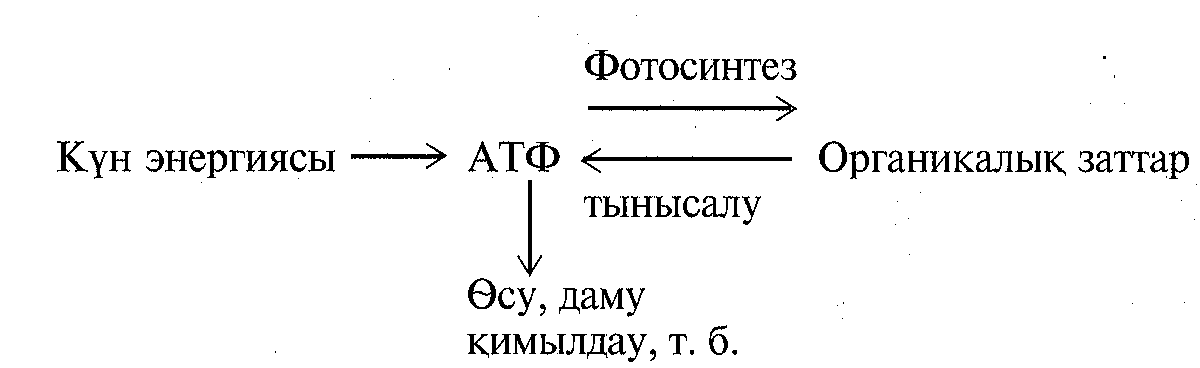 Фотосинтез
Күн энергиясы АТФ Органикалық заттар
тынысалу
Өсу, даму
қимылдау, т. б.